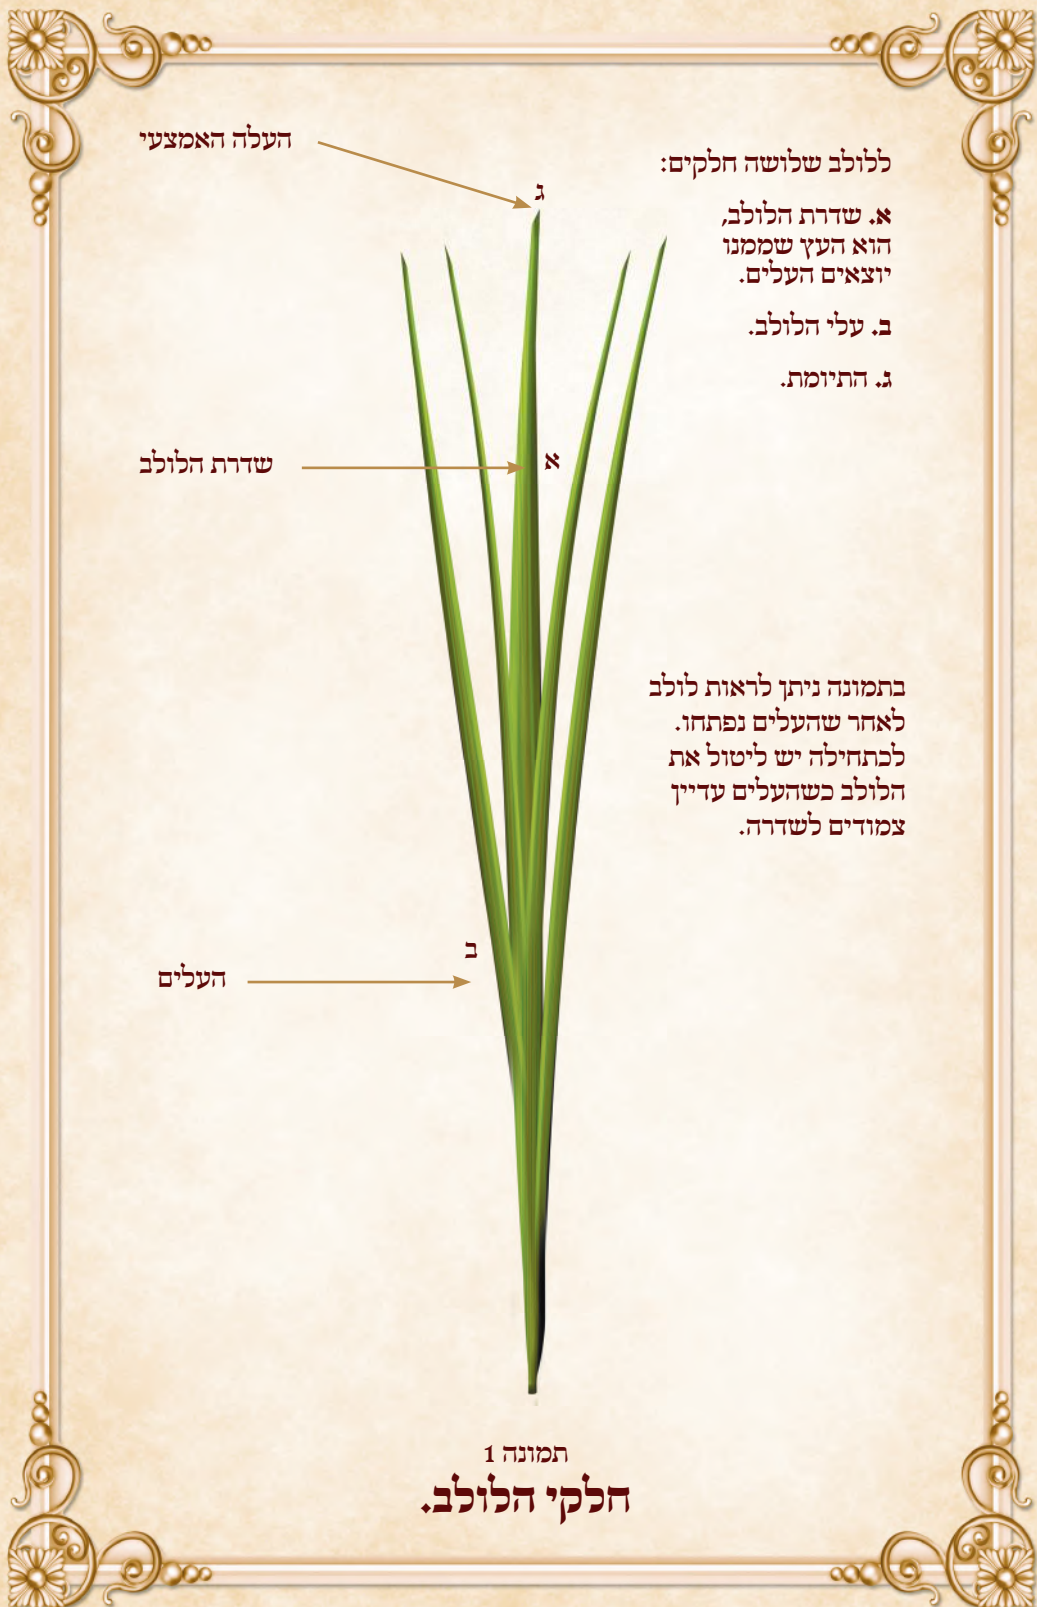 העלה האמצעי
ללולב שלושה חלקים:
ג
א. שדרת הלולב,
הוא העץ שממנו
יוצאים העלים.
ב. עלי הלולב.
ג. התיומת.
שדרת הלולב
א
בתמונה ניתן לראות לולב
לאחר שהעלים נפתחו.
לכתחילה יש ליטול את
הלולב כשהעלים עדיין
צמודים לשדרה.
ב
העלים
תמונה 1
חלקי הלולב.